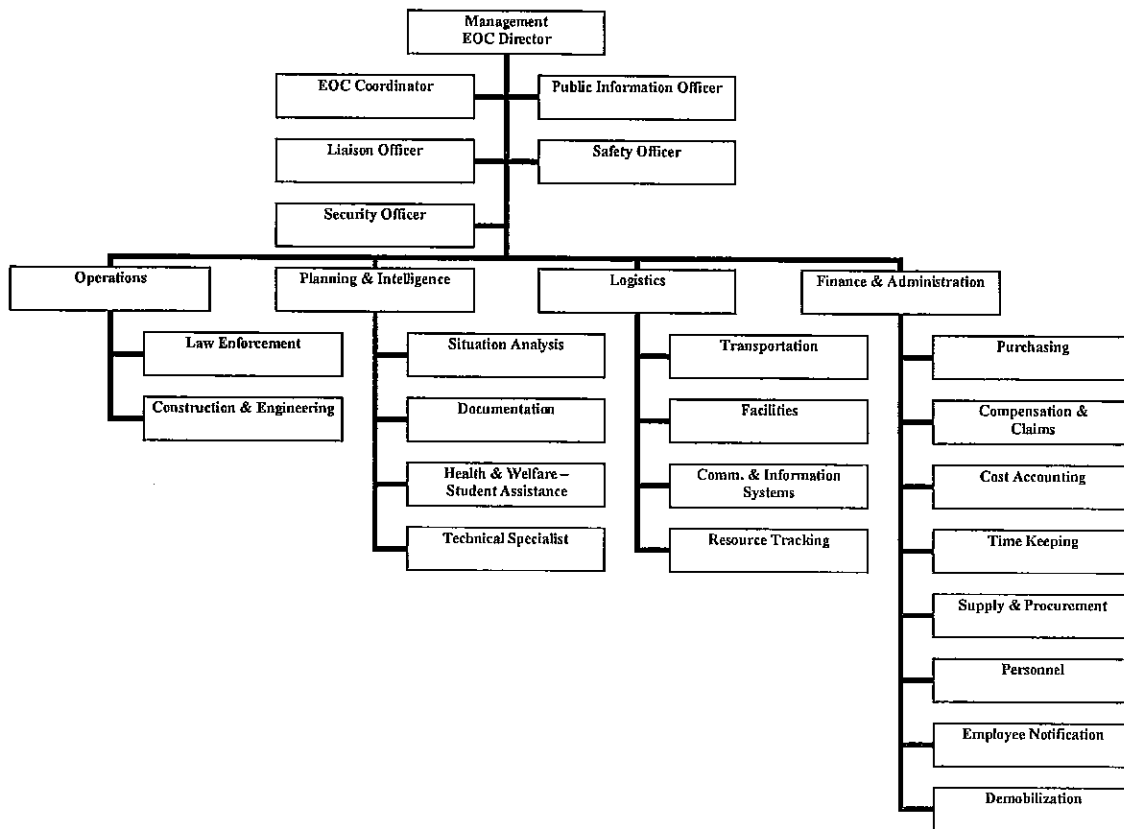 Management
EOC Director
EOC Coordinator
Public Information Officer
Liaison Officer
Safety Officer
Security Officer
Operations
Planning & Intelligence
Logistics
Finance & Administration
Law Enforcement
Situation Analysis
Transportation
Purchasing
Construction & Engineering
Documentation
Facilities
Compensation &
Claims
Health & Welfare –
Student Assistance
Comm. & Information
Systems
Cost Accounting
Technical Specialist
Resource Tracking
Time Keeping
Supply & Procurement
Personnel
Employee Notification
Demobilization